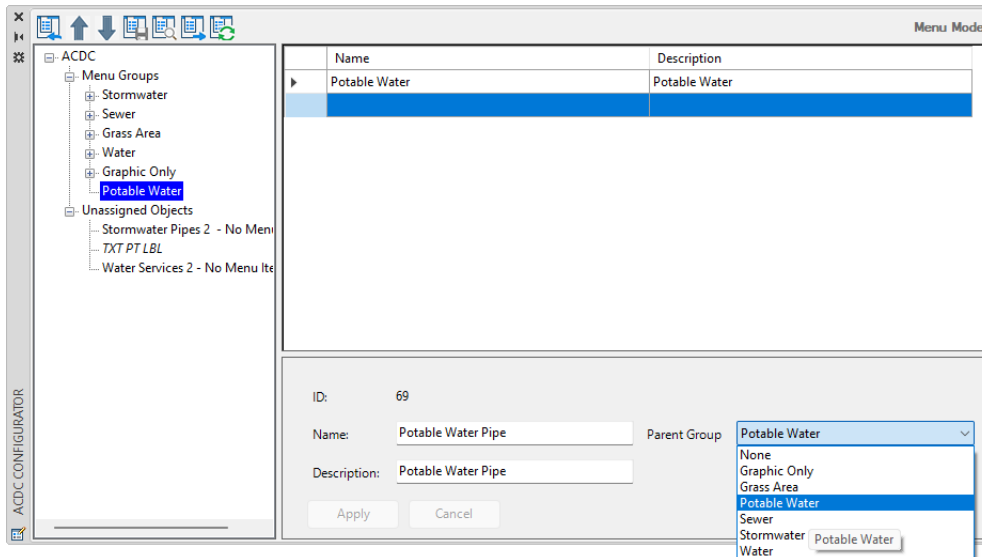 Menu Mode
ACDC
Menu Groups
Stormwater
Sewer
Grass Area
Water
Graphic Only
Potable Water
Unassigned Objects
Stormwater Pipes 2 - No Menu
TXT PT LBL
Water Services 2 - No Menu Ite
Name Description
Potable Water Potable Water
ID: 69
Name: Potable Water Pipe Parent Group Potable Water
Description: Potable Water Pipe
Apply Cancel
None
Graphic Only
Grass Area
Potable Water
Sewer
Stormwater
Water
Potable Water
ACDC CONFIGURATOR